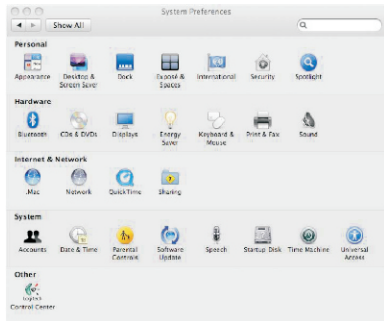 System Preferences
Show All
Personal
Appearance
Desktop &
Screen Saver
Dock
Exposé &
Spaces
International
Security
Spotlight
Hardware
Bluetooth
CDs & DVDs
Displays
Energy
Saver
Keyboard &
Mouse
Print & Fax
Sound
Internet & Network
.Mac
Network
QuickTime
Sharing
System
Accounts
Date & Time
Parental
Controls
Software
Update
Speech
Startup Disk
Time Machine
Universal
Access
Other
Logitech
Control Center